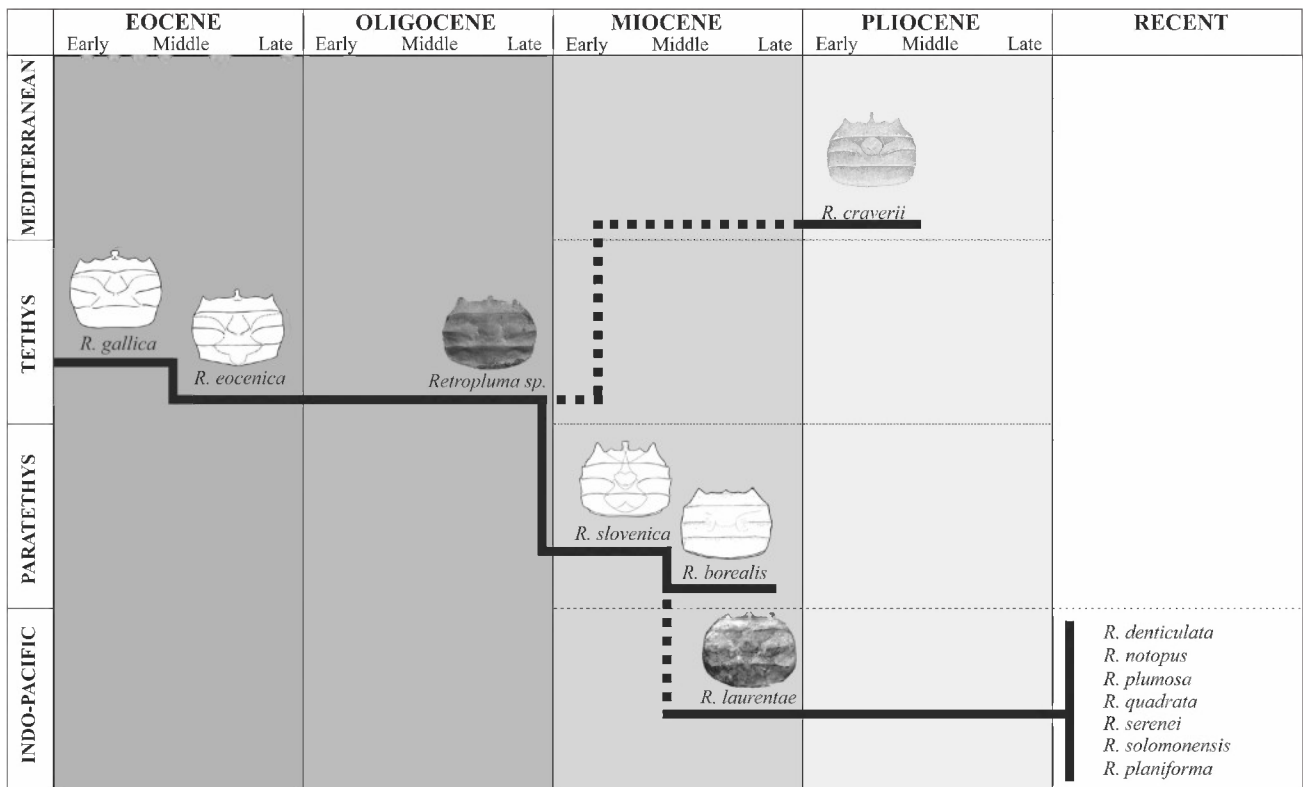 EOCENE OLIGOCENE MIOCENE PLIOCENE RECENT
Early Middle Late Early Middle Late Early Middle Late Early Middle Late
MEDITERRANEAN
R. craverii
TETHYS
R. gallica
R. eocenica
Retropluma sp.
PARATETHYS
R. slovenica
R. borealis
INDO-PACIFIC
R. laurentae
R. denticulata
R. notopus
R. plumosa
R. quadrata
R. serenei
R. solomonensis
R. planiforma